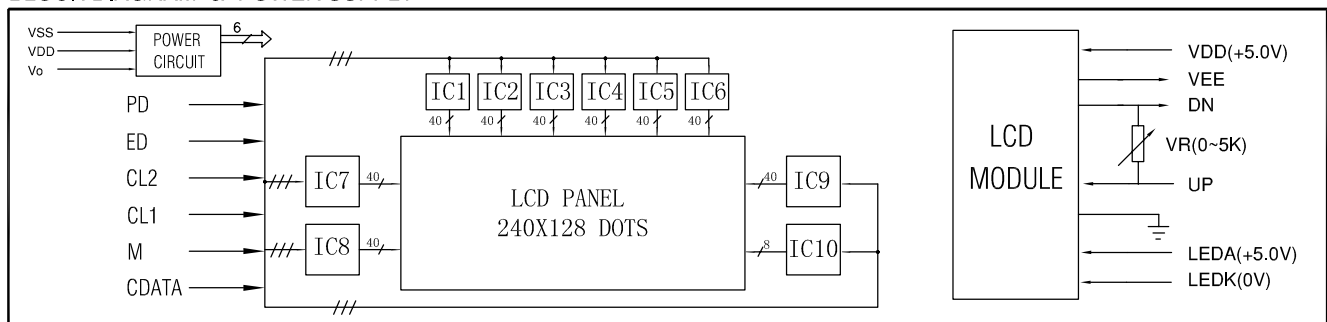 VSS
VDD
Vo
POWER
CIRCUIT
6
PD
ED
CL2
CL1
M
CDATA
IC1 IC2 IC3 IC4 IC5 IC6
40 40 40 40 40 40
IC7 40
IC8 40
LCD PANEL
240X128 DOTS
40 IC9
8 IC10
LCD
MODULE
VDD(+5.0V)
VEE
DN
VR(0~5K)
UP
LEDA(+5.0V)
LEDK(0V)